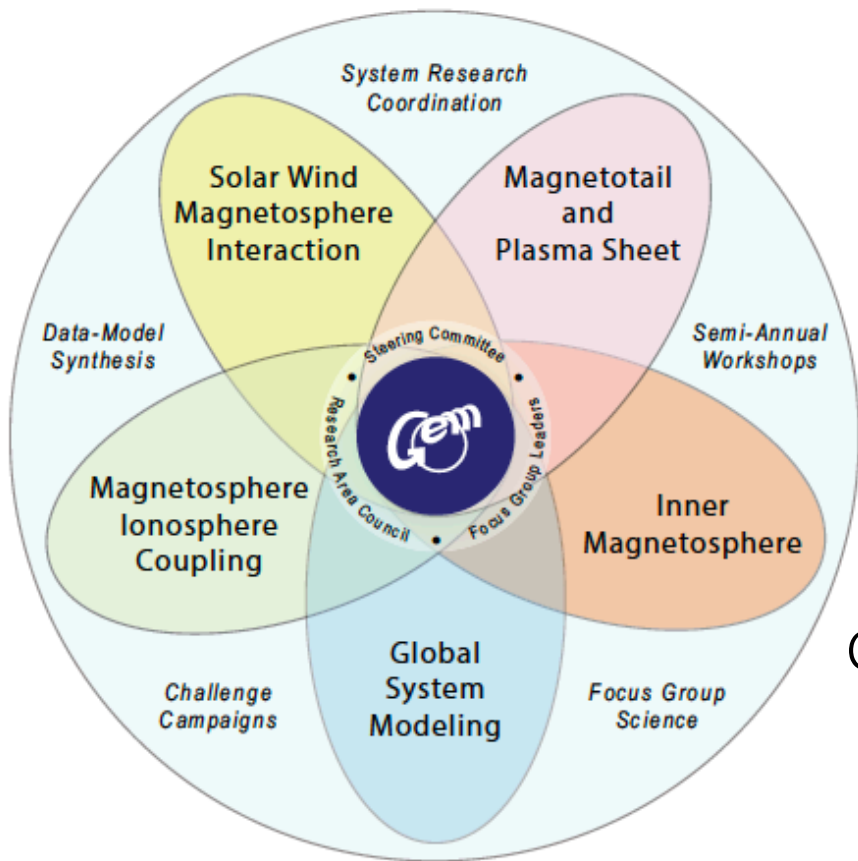 System Research
Coordination
Solar Wind
Magnetosphere
Interaction
Magnetotail
and
Plasma Sheet
Data-Model
Synthesis
Semi-Annual
Workshops
Steering Committee
Research Area Council
Focus Group Leaders
Gem
Magnetosphere
Ionosphere
Coupling
Inner
Magnetosphere
Global
System
Modeling
Challenge
Campaigns
Focus Group
Science